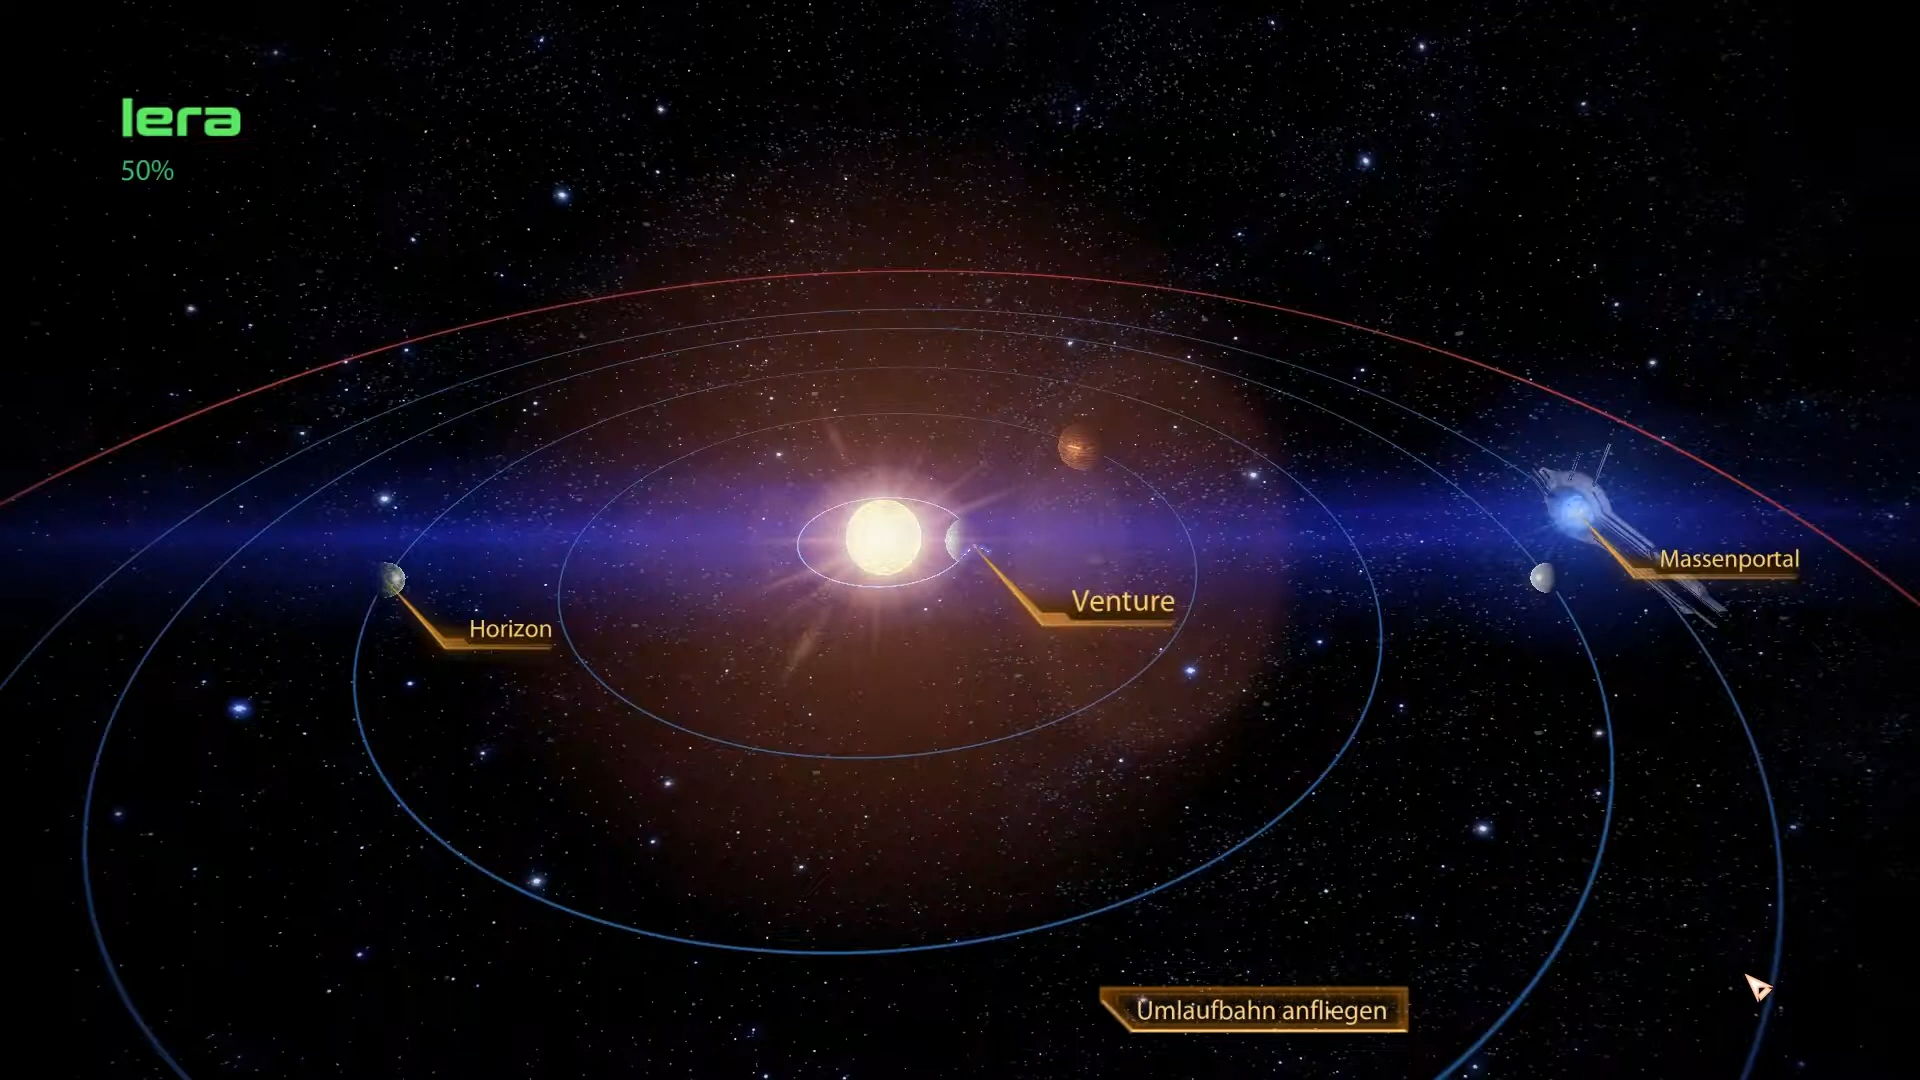 Iera
50%
Venture
Horizon
Massenportal
Umlaufbahn anfliegen